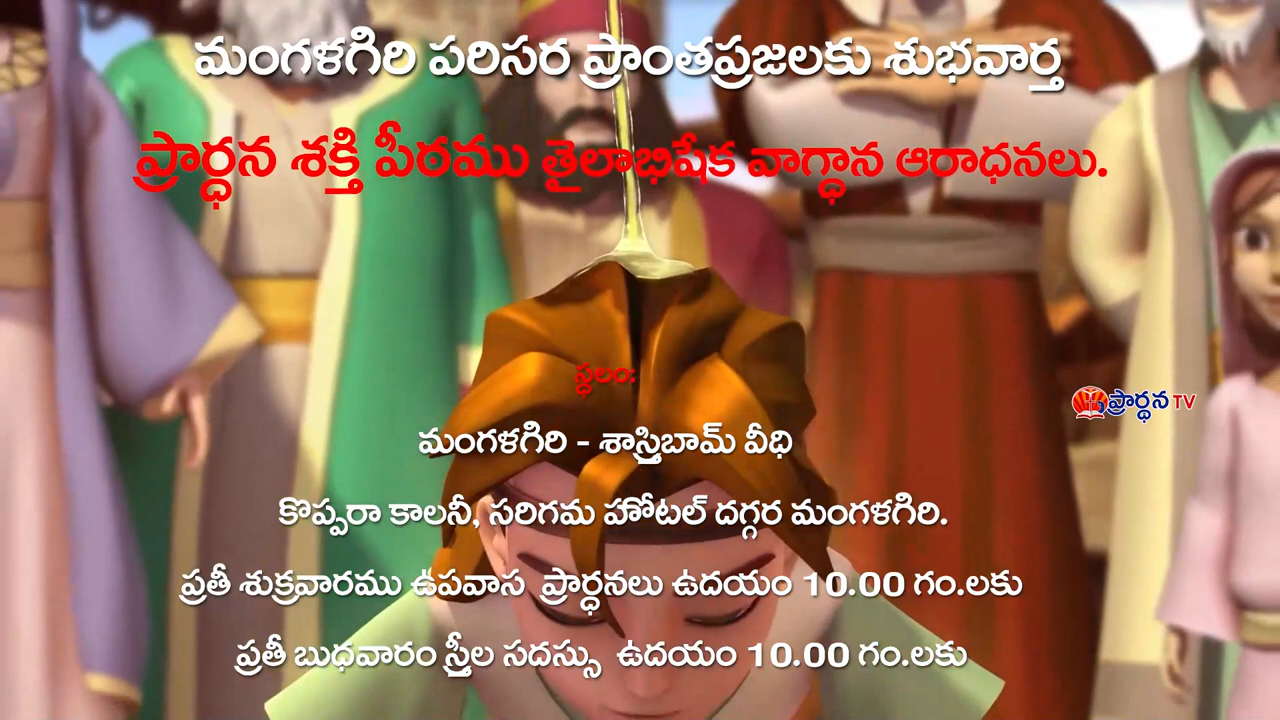 మంగళగిరి పరిసర ప్రాంతప్రజలకు శుభవార్త
ప్రార్ధన శక్తి పీఠము తైలాభిషేక వాగ్ధాన ఆరాధనలు.
స్ధలం:
ప్రార్ధన TV
మంగళగిరి - శాస్త్రిబామ్ వీధి
కొప్పరా కాలనీ, సరిగమ హోటల్ దగ్గర మంగళగిరి.
ప్రతీ శుక్రవారము ఉపవాస ప్రార్ధనలు ఉదయం 10.00 గం.లకు
ప్రతీ బుధవారం స్త్రీల సదస్సు ఉదయం 10.00 గం.లకు